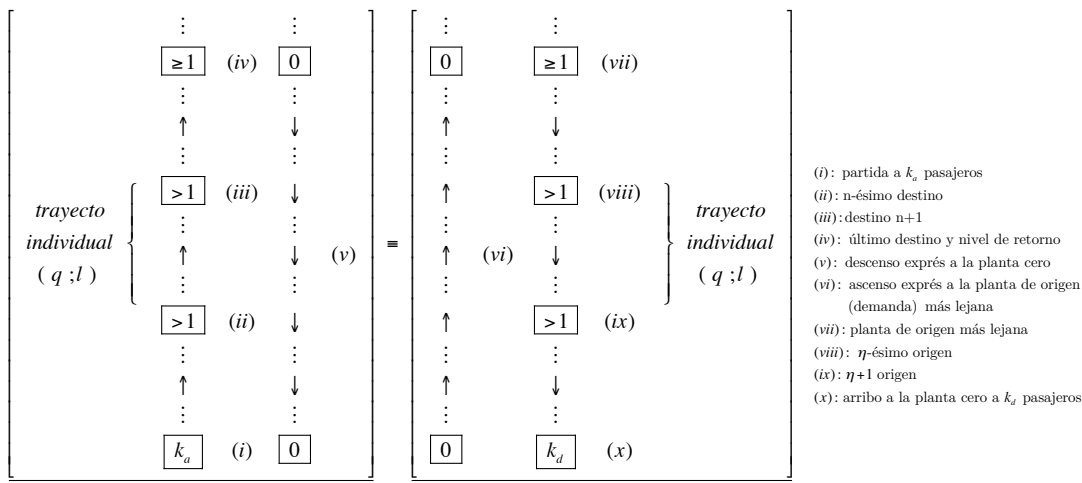 ⋮ ⋮ ⋮
≥1 (iv) 0 0 ≥1 (vii)
⋮ ⋮
↑ ↓ ↑ ↓
⋮ ⋮
>1 (iii) ↓ ↑ >1 (viii)
trayecto ⋮ ⋮ trayecto
individual ↑ ↓ (v) ≡ ↑ (vi) ↓ individual
( q ;l ) ⋮ ⋮ ( q ;l )
>1 (ii) ↓ ↑ >1 (ix)
⋮ ⋮
↑ ↓ ↑ ↓
⋮ ⋮
k_a (i) 0 0 k_d (x)
(i): partida a k_a pasajeros
(ii): n-ésimo destino
(iii): destino n+1
(iv): último destino y nivel de retorno
(v): descenso exprés a la planta cero
(vi): ascenso exprés a la planta de origen
(demanda) más lejana
(vii): planta de origen más lejana
(viii): η-ésimo origen
(ix): η+1 origen
(x): arribo a la planta cero a k_d pasajeros